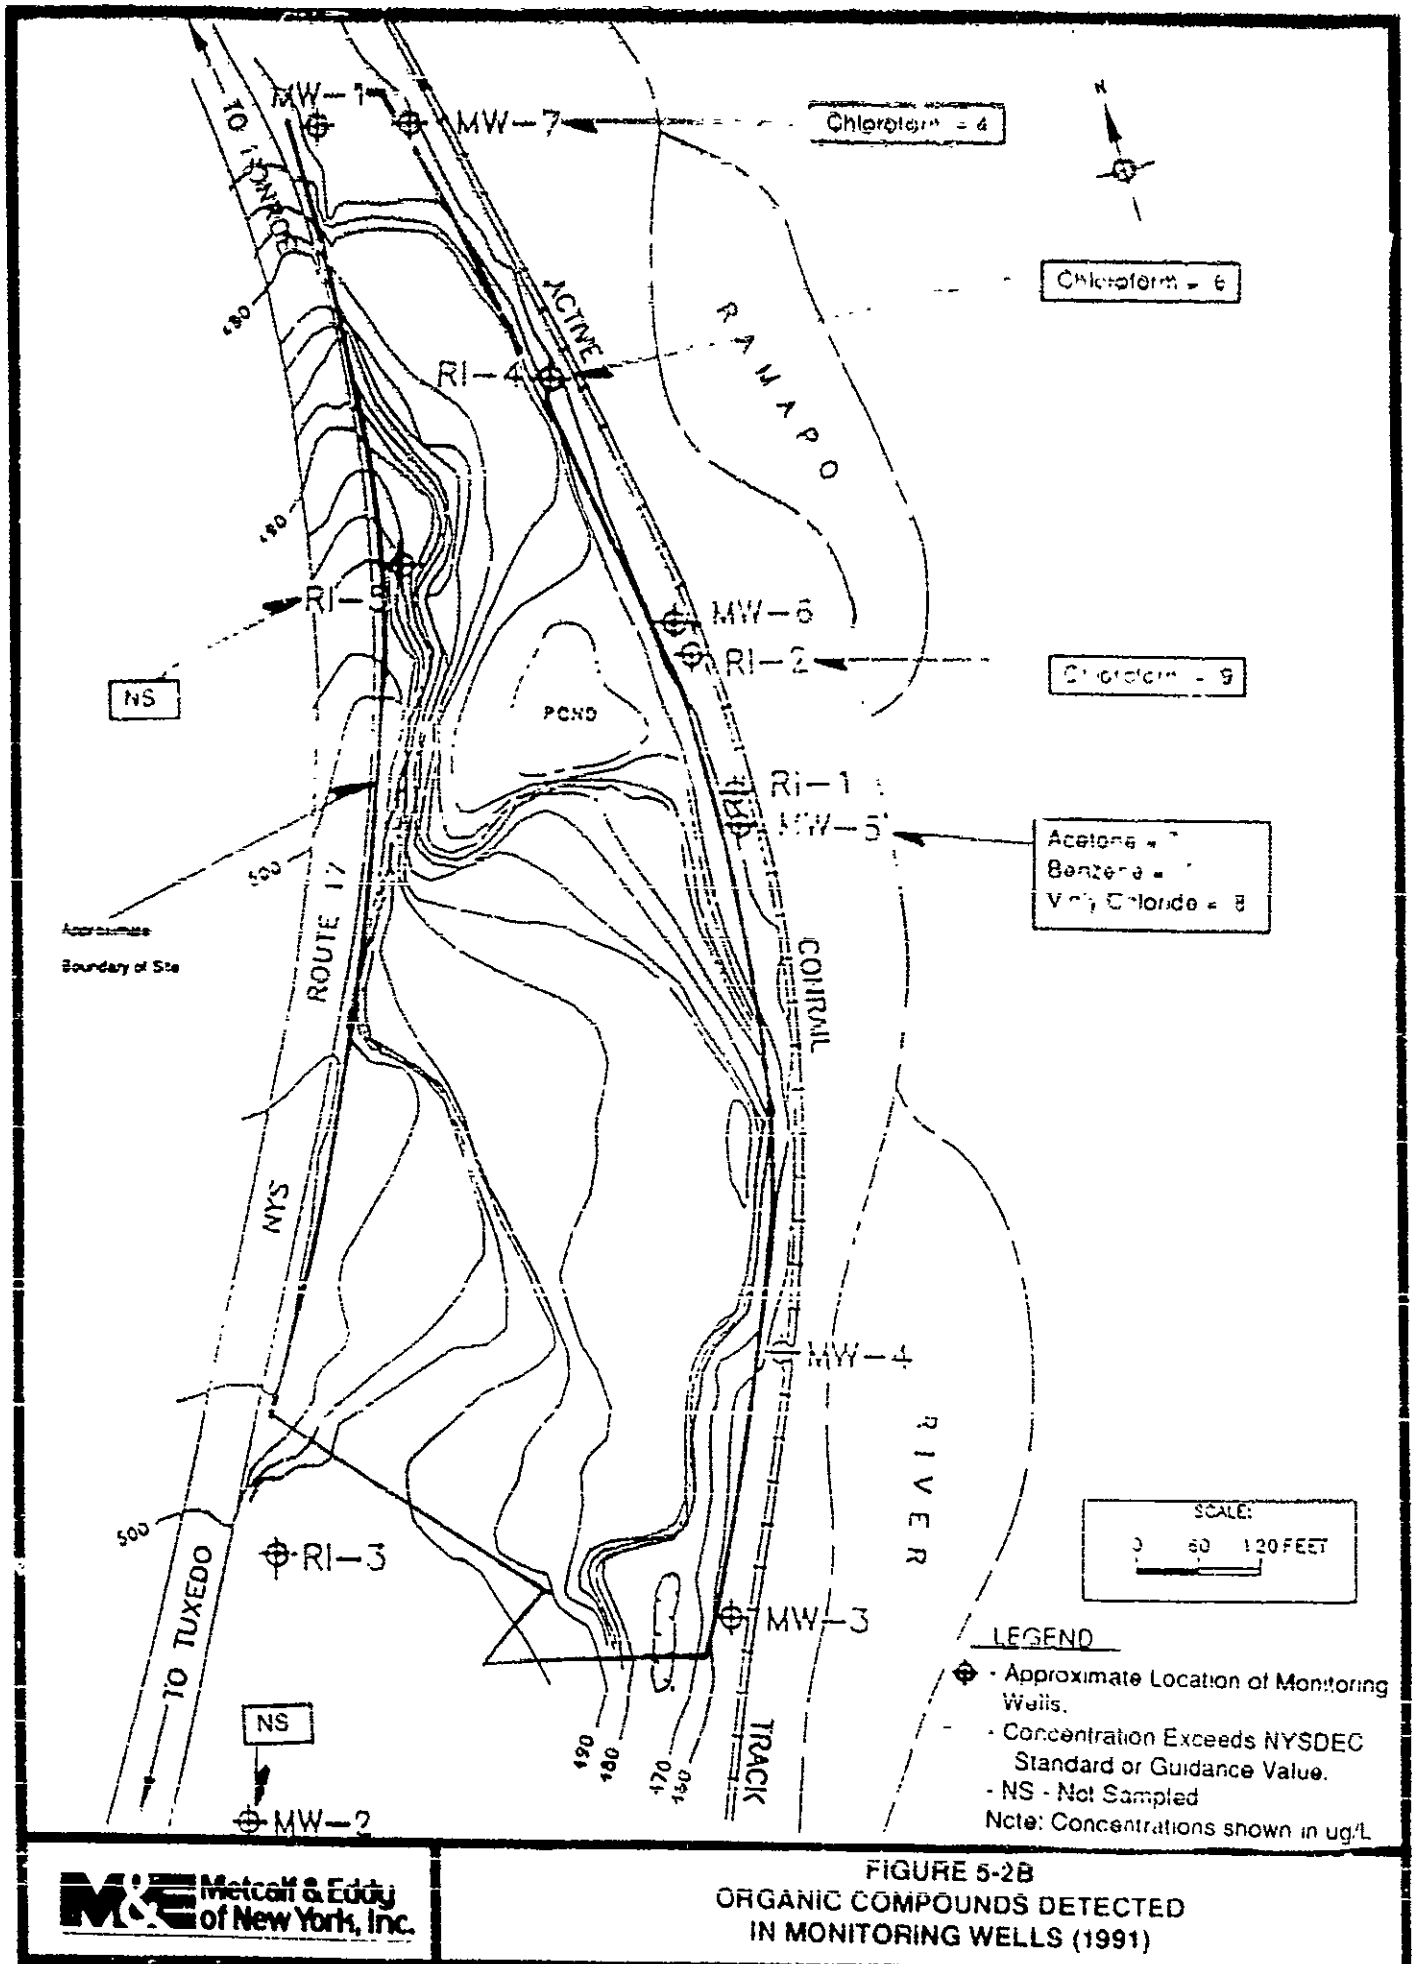 MW-1
MW-7
Chloroform = 4
N
TO MONROE
Chloroform = 6
480
ACTIVE
RAMAPO
RI-4
490
RI-5
MW-6
RI-2
Chloroform = 9
NS
POND
RI-1
MW-5
Acetone =
Benzene =
Vinyl Chloride = 8
500
ROUTE 17
Approximate
Boundary of Site
CONRAIL
NYS
MW-4
RIVER
SCALE:
0 60 120 FEET
500
RI-3
TO TUXEDO
MW-3
LEGEND
- Approximate Location of Monitoring
Wells.
- Concentration Exceeds NYSDEC
Standard or Guidance Value.
- NS - Not Sampled
Note: Concentrations shown in ug/L
NS
490
480
470
460
TRACK
MW-2
M&E Metcalf & Eddy
of New York, Inc.
FIGURE 5-2B
ORGANIC COMPOUNDS DETECTED
IN MONITORING WELLS (1991)